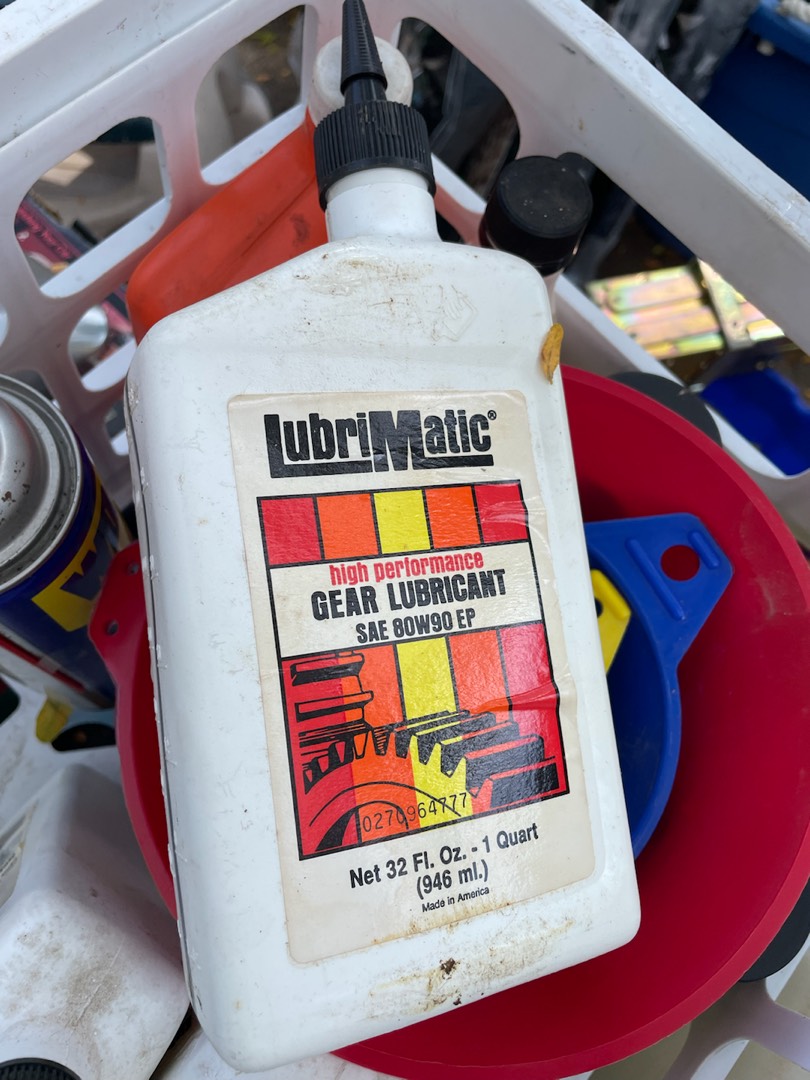 LubriMatic®
high performance
GEAR LUBRICANT
SAE 80W90 EP
0270964777
Net 32 Fl. Oz. - 1 Quart
(946 ml.)
Made in America